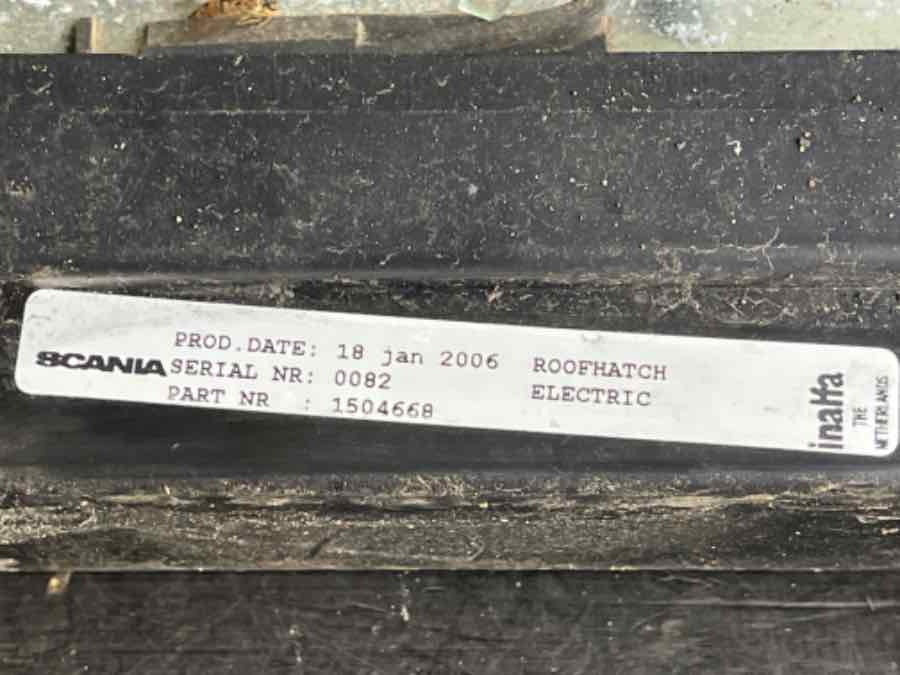 SCANIA
PROD.DATE: 18 jan 2006
SERIAL NR: 0082
PART NR : 1504668
ROOFHATCH
ELECTRIC
inalfa
THE
NETHERLANDS